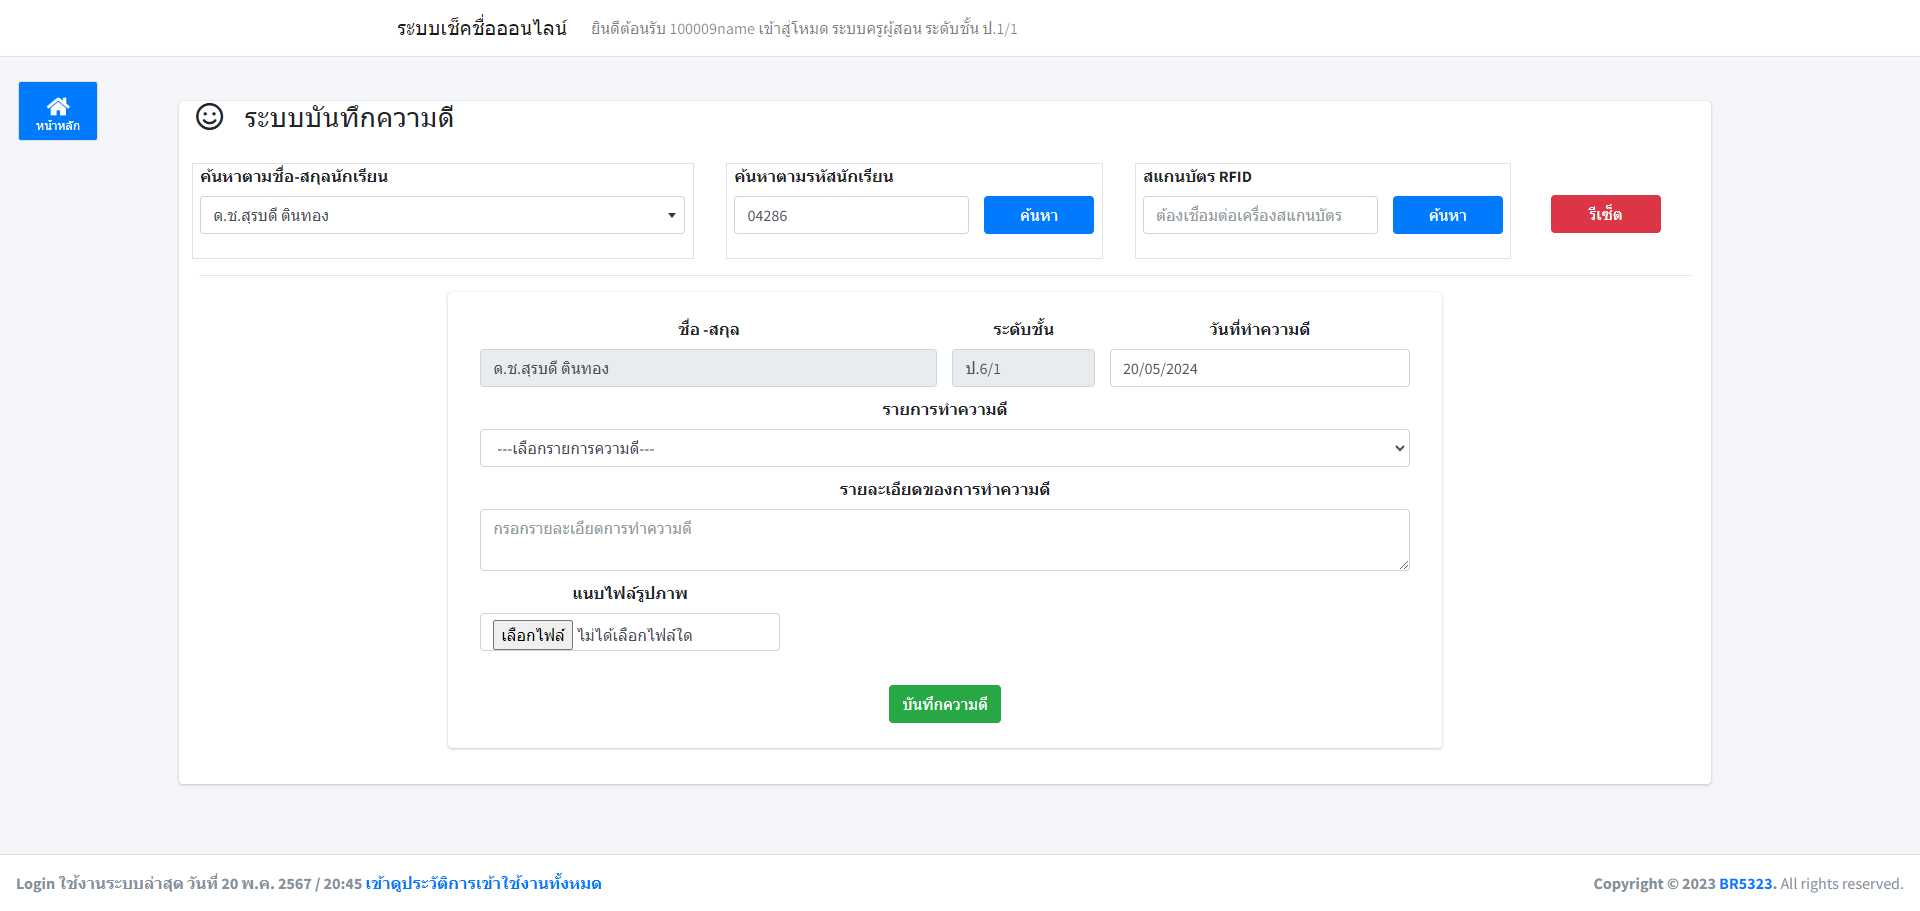 ระบบเช็คชื่อออนไลน์ ยินดีต้อนรับ 100009name เข้าสู่โหมด ระบบครูผู้สอน ระดับชั้น ป.1/1
หน้าหลัก
ระบบบันทึกความดี
ค้นหาตามชื่อ-สกุลนักเรียน
ด.ช.สุรบดี ตินทอง
ค้นหาตามรหัสนักเรียน
04286 ค้นหา
สแกนบัตร RFID
ต้องเชื่อมต่อเครื่องสแกนบัตร ค้นหา
รีเซ็ต
ชื่อ -สกุล ระดับชั้น วันที่ทำความดี
ด.ช.สุรบดี ตินทอง ป.6/1 20/05/2024
รายการทำความดี
---เลือกรายการความดี---
รายละเอียดของการทำความดี
กรอกรายละเอียดการทำความดี
แนบไฟล์รูปภาพ
เลือกไฟล์ ไม่ได้เลือกไฟล์ใด
บันทึกความดี
Login ใช้งานระบบล่าสุด วันที่ 20 พ.ค. 2567 / 20:45 เข้าดูประวัติการเข้าใช้งานทั้งหมด
Copyright © 2023 BR5323. All rights reserved.